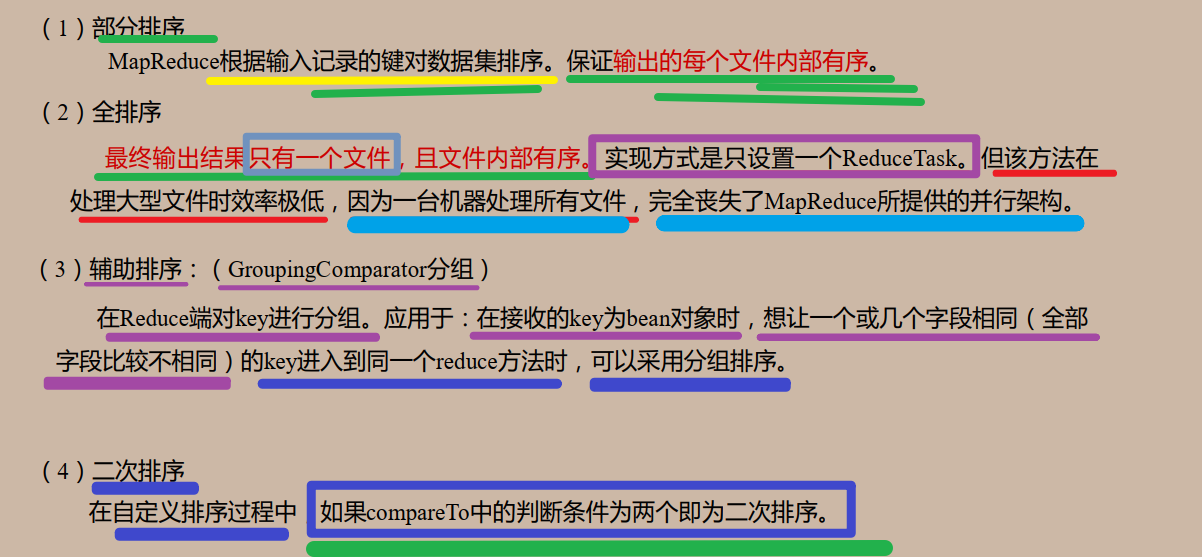 （1）部分排序
MapReduce根据输入记录的键对数据集排序。保证输出的每个文件内部有序。
（2）全排序
最终输出结果只有一个文件，且文件内部有序。实现方式是只设置一个ReduceTask。但该方法在
处理大型文件时效率极低，因为一台机器处理所有文件，完全丧失了MapReduce所提供的并行架构。
（3）辅助排序：（GroupingComparator分组）
在Reduce端对key进行分组。应用于：在接收的key为bean对象时，想让一个或几个字段相同（全部
字段比较不相同）的key进入到同一个reduce方法时，可以采用分组排序。
（4）二次排序
在自定义排序过程中，如果compareTo中的判断条件为两个即为二次排序。